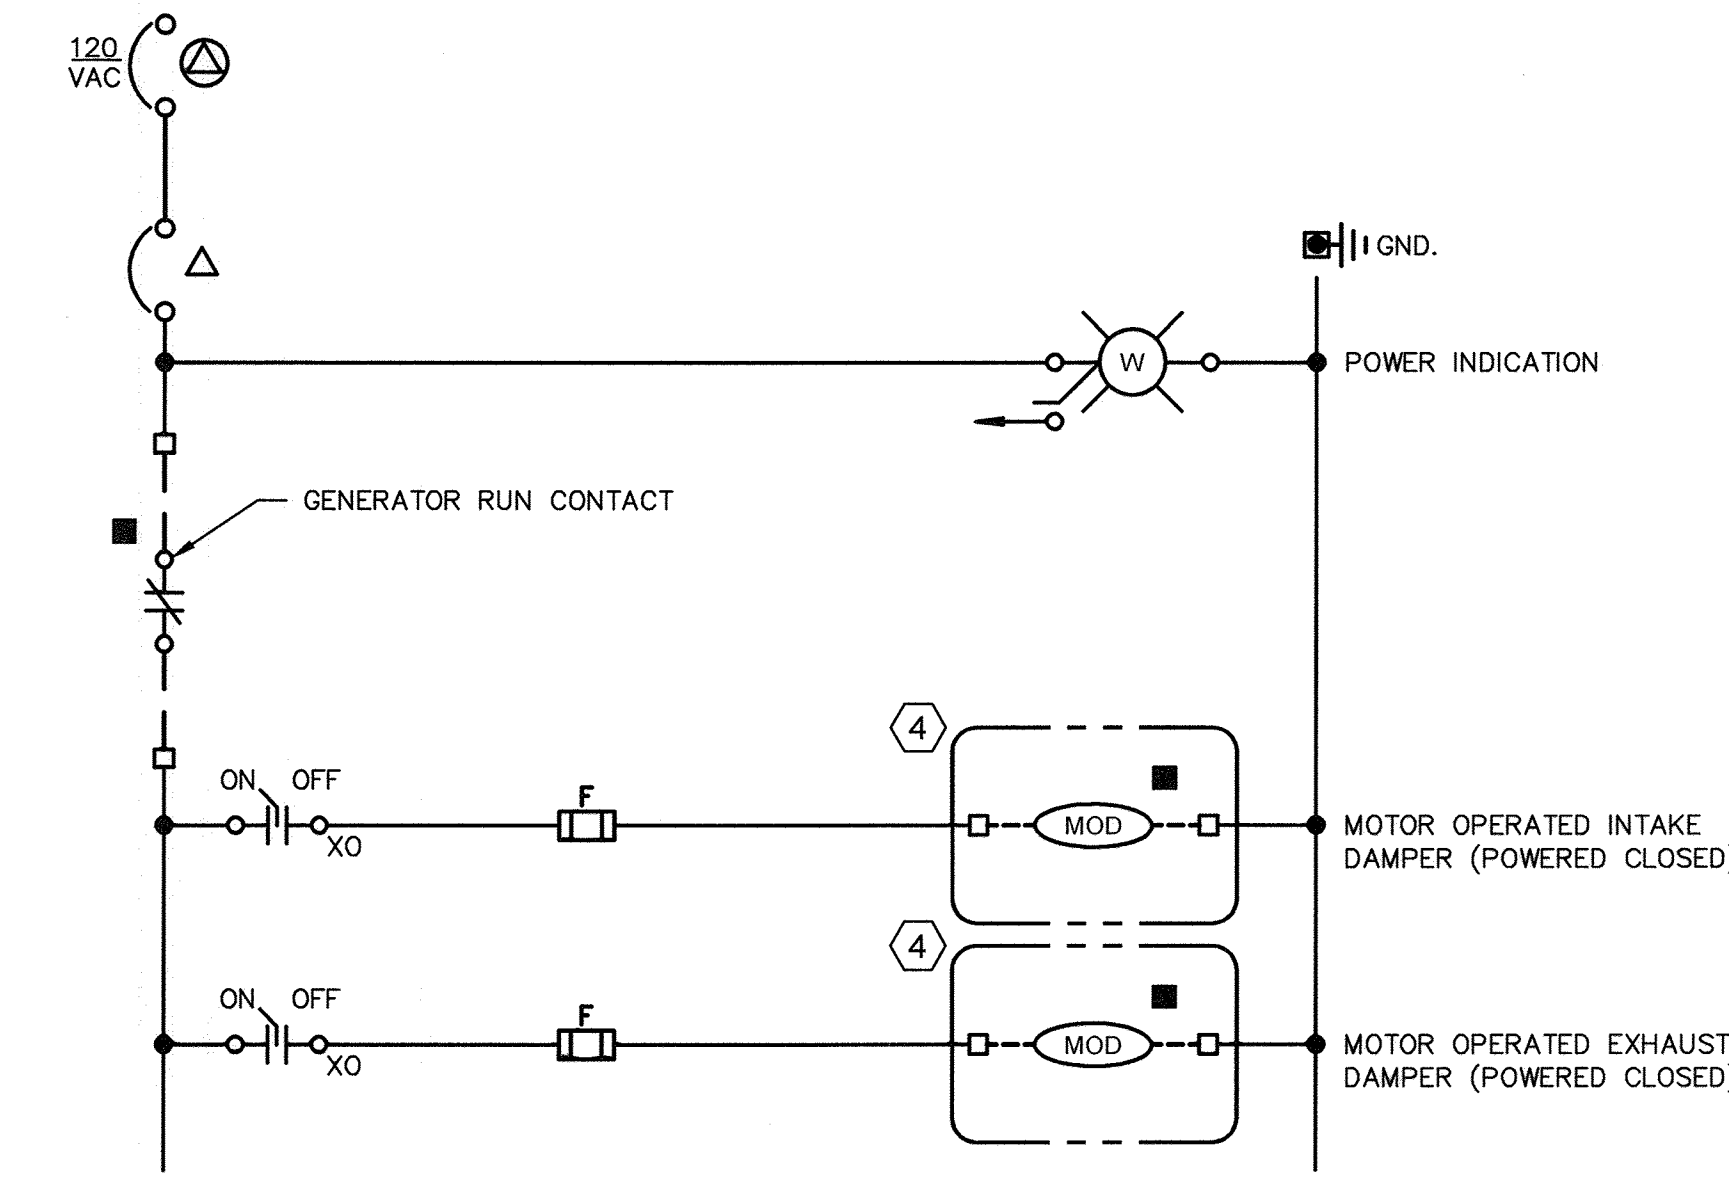 120
VAC
GND.
W
POWER INDICATION
GENERATOR RUN CONTACT
4
ON OFF
F
XO
MOD
MOTOR OPERATED INTAKE
DAMPER (POWERED CLOSED)
4
ON OFF
F
XO
MOD
MOTOR OPERATED EXHAUST
DAMPER (POWERED CLOSED)